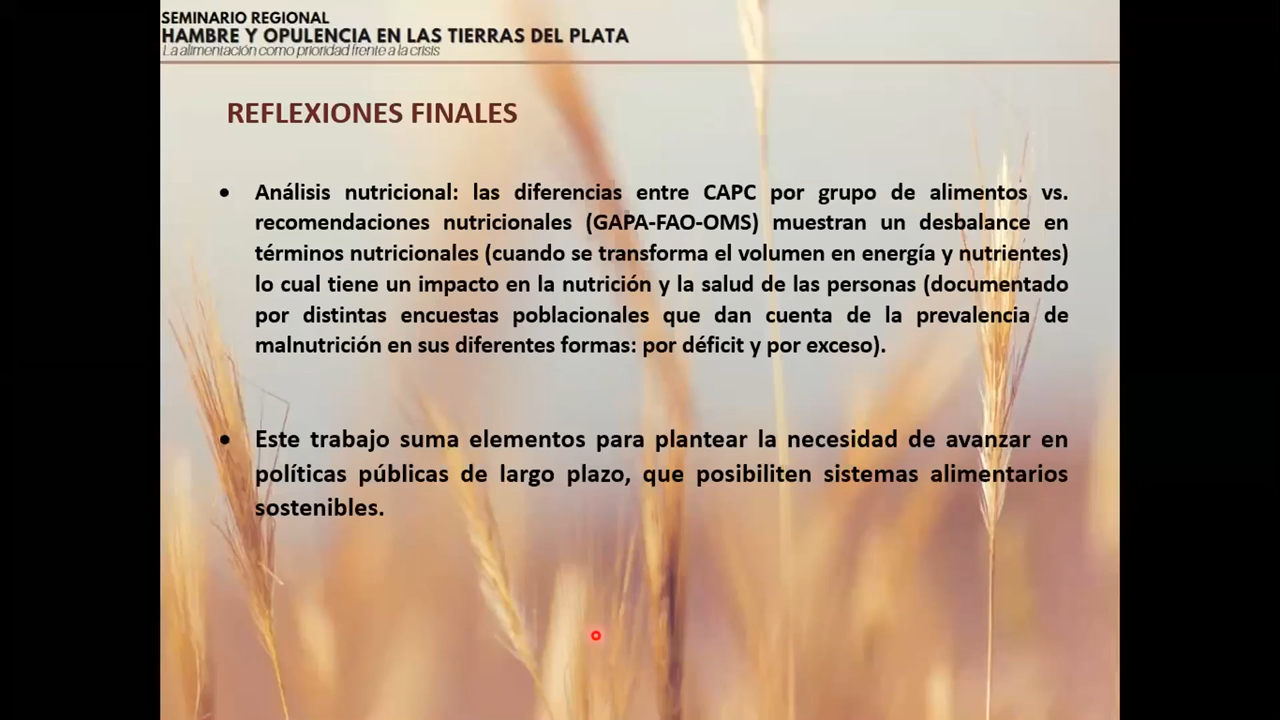 SEMINARIO REGIONAL
HAMBRE Y OPULENCIA EN LAS TIERRAS DEL PLATA
La alimentación como prioridad frente a la crisis
REFLEXIONES FINALES
• Análisis nutricional: las diferencias entre CAPC por grupo de alimentos vs.
recomendaciones nutricionales (GAPA-FAO-OMS) muestran un desbalance en
términos nutricionales (cuando se transforma el volumen en energía y nutrientes)
lo cual tiene un impacto en la nutrición y la salud de las personas (documentado
por distintas encuestas poblacionales que dan cuenta de la prevalencia de
malnutrición en sus diferentes formas: por déficit y por exceso).
• Este trabajo suma elementos para plantear la necesidad de avanzar en
políticas públicas de largo plazo, que posibiliten sistemas alimentarios
sostenibles.